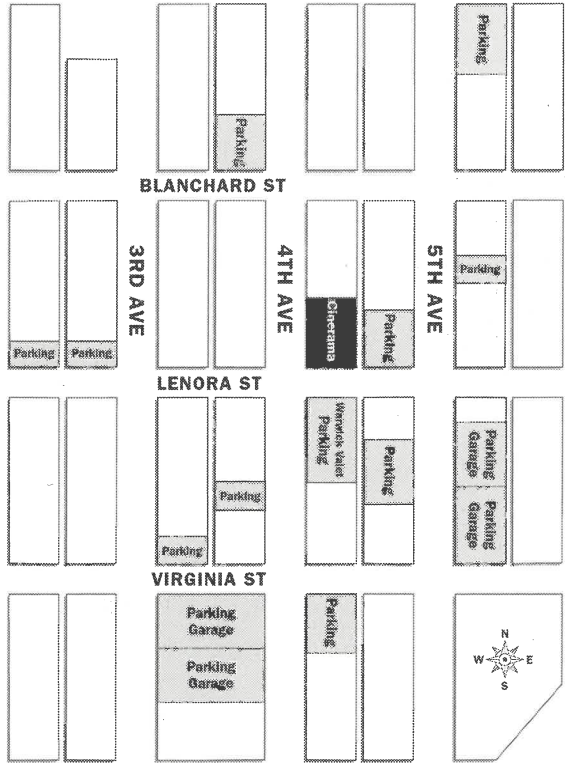 Parking
Parking
BLANCHARD ST
3RD AVE
4TH AVE
5TH AVE
Parking
Cinerama
Parking
Parking
Parking
LENORA ST
Warwick Valet
Parking
Parking
Parking
Garage
Parking
Parking
Garage
Parking
VIRGINIA ST
Parking
Garage
Parking
Garage
Parking
N
W
E
S